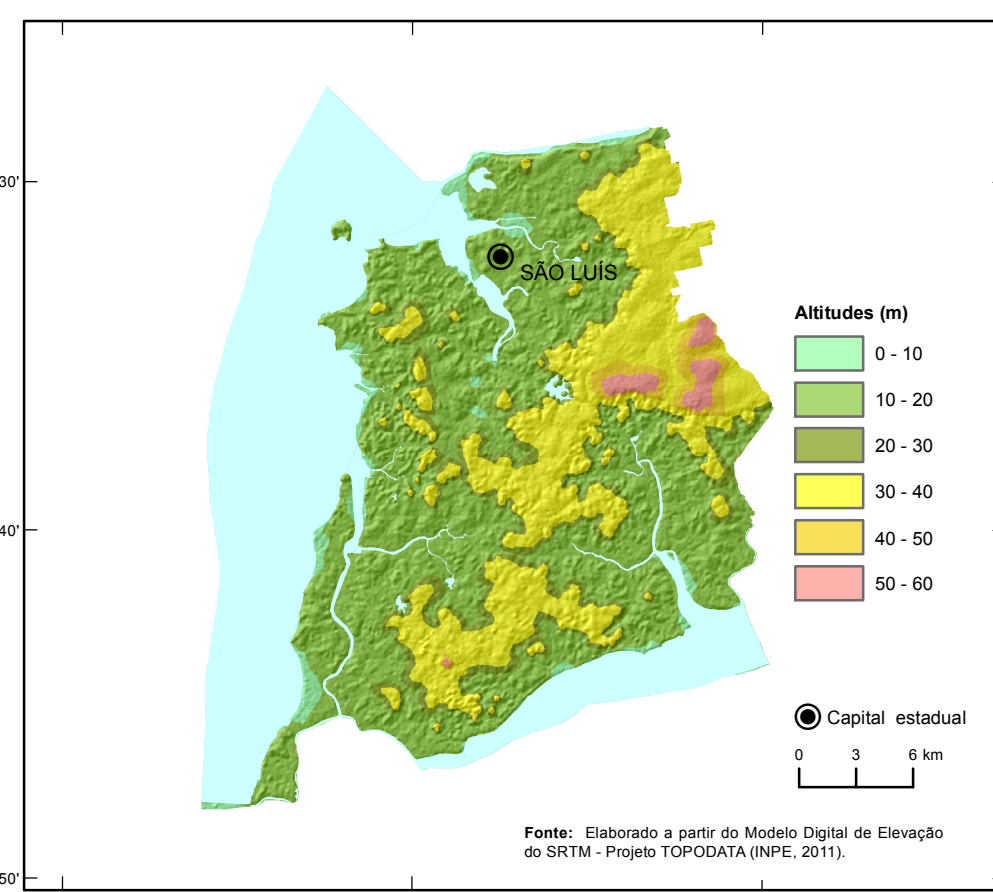 30'
SÃO LUÍS
Altitudes (m)
0 - 10
10 - 20
20 - 30
30 - 40
40 - 50
50 - 60
40'
Capital estadual
0 3 6 km
Fonte: Elaborado a partir do Modelo Digital de Elevação
do SRTM - Projeto TOPODATA (INPE, 2011).
50'